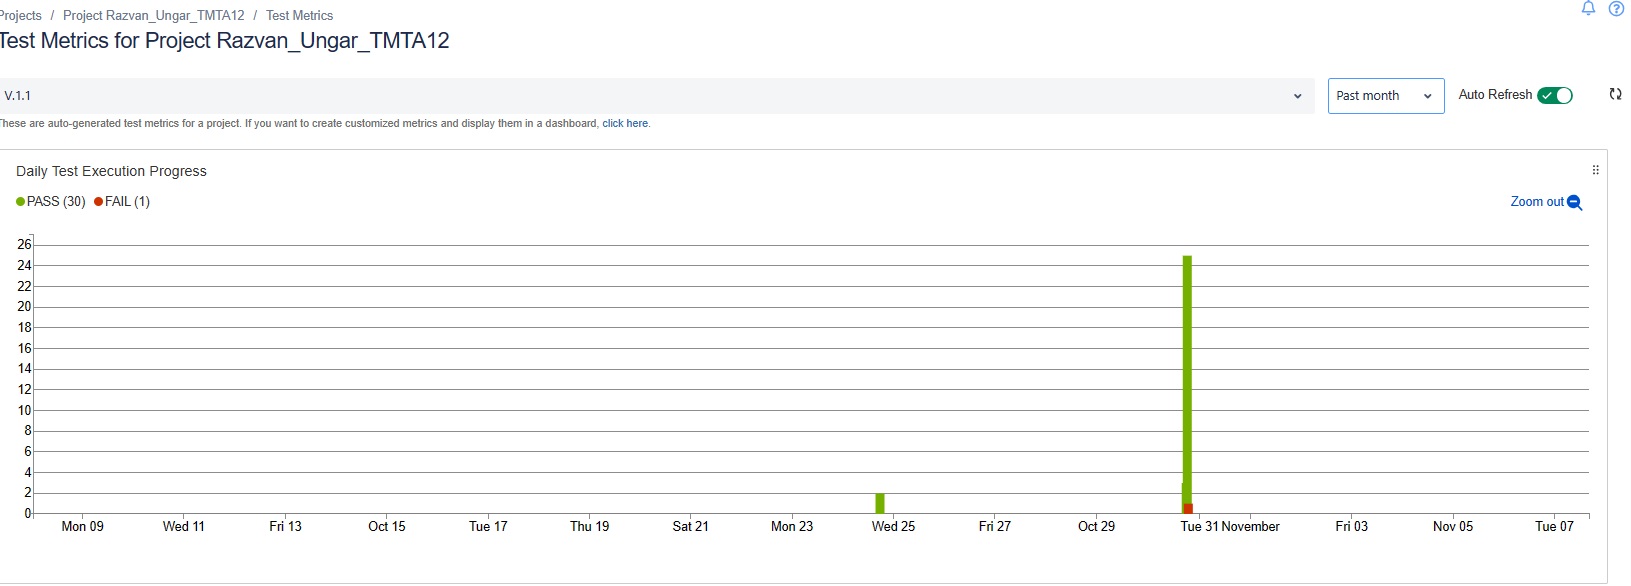 Projects / Project Razvan_Ungar_TMTA12 / Test Metrics
Test Metrics for Project Razvan_Ungar_TMTA12
V.1.1
Past month
Auto Refresh
These are auto-generated test metrics for a project. If you want to create customized metrics and display them in a dashboard, click here.
Daily Test Execution Progress
PASS (30) FAIL (1)
Zoom out
26
24
22
20
18
16
14
12
10
8
6
4
2
0
Mon 09 Wed 11 Fri 13 Oct 15 Tue 17 Thu 19 Sat 21 Mon 23 Wed 25 Fri 27 Oct 29 Tue 31 November Fri 03 Nov 05 Tue 07